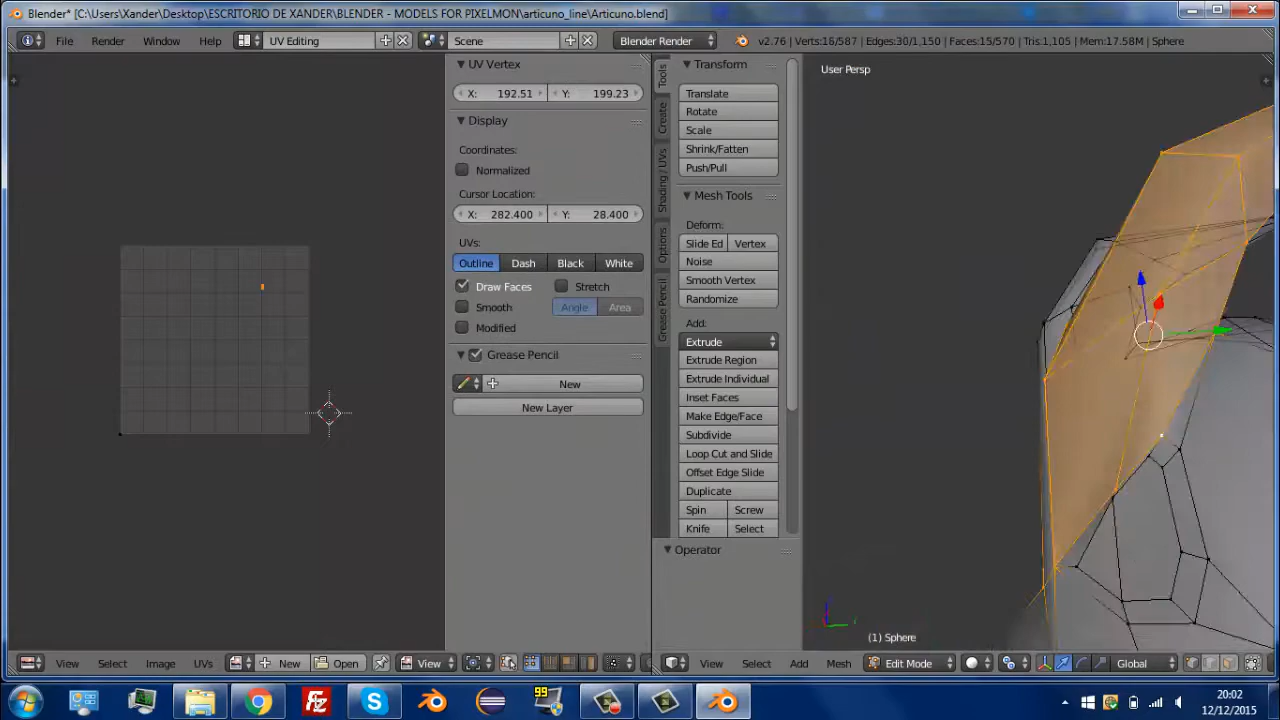 Blender* [C:\Users\Xander\Desktop\ESCRITORIO DE XANDER\BLENDER - MODELS FOR PIXELMON\articuno_line\Articuno.blend]
File Render Window Help UV Editing Scene Blender Render v2.76 | Verts:16/587 | Edges:30/1,150 | Faces:15/570 | Tris:1,105 | Mem:17.58M | Sphere
UV Vertex
X: 192.51 Y: 199.23
Display
Coordinates:
Normalized
Cursor Location:
X: 282.400 Y: 28.400
UVs:
Outline Dash Black White
Draw Faces Stretch
Smooth Angle Area
Modified
Grease Pencil
New
New Layer
Tools
Create
Shading / UVs
Options
Grease Pencil
Transform
Translate
Rotate
Scale
Shrink/Fatten
Push/Pull
Mesh Tools
Deform:
Slide Ed Vertex
Noise
Smooth Vertex
Randomize
Add:
Extrude
Extrude Region
Extrude Individual
Inset Faces
Make Edge/Face
Subdivide
Loop Cut and Slide
Offset Edge Slide
Duplicate
Spin Screw
Knife Select
Operator
User Persp
(1) Sphere
View Select Image UVs New Open View
View Select Add Mesh Edit Mode Global
99
20:02
12/12/2015